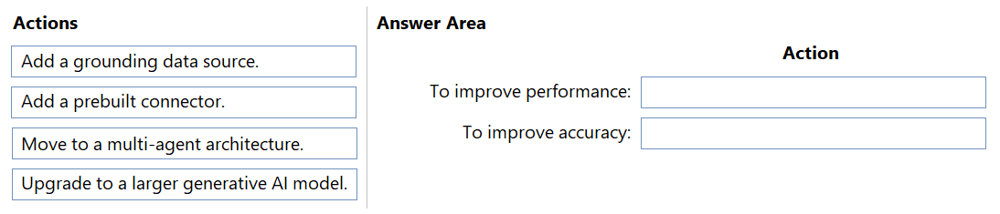 Actions
Add a grounding data source.
Add a prebuilt connector.
Move to a multi-agent architecture.
Upgrade to a larger generative AI model.
Answer Area
Action
To improve performance:
To improve accuracy: